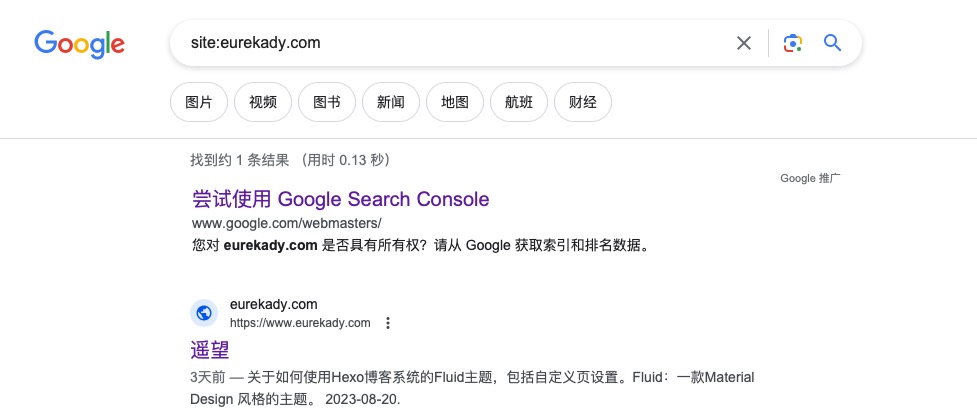 Google
site:eurekady.com
图片 视频 图书 新闻 地图 航班 财经
找到约 1 条结果 （用时 0.13 秒）
Google 推广
尝试使用 Google Search Console
www.google.com/webmasters/
您对 eurekady.com 是否具有所有权？请从 Google 获取索引和排名数据。
eurekady.com
https://www.eurekady.com
遥望
3天前 — 关于如何使用Hexo博客系统的Fluid主题，包括自定义页设置。Fluid：一款Material
Design 风格的主题。 2023-08-20.